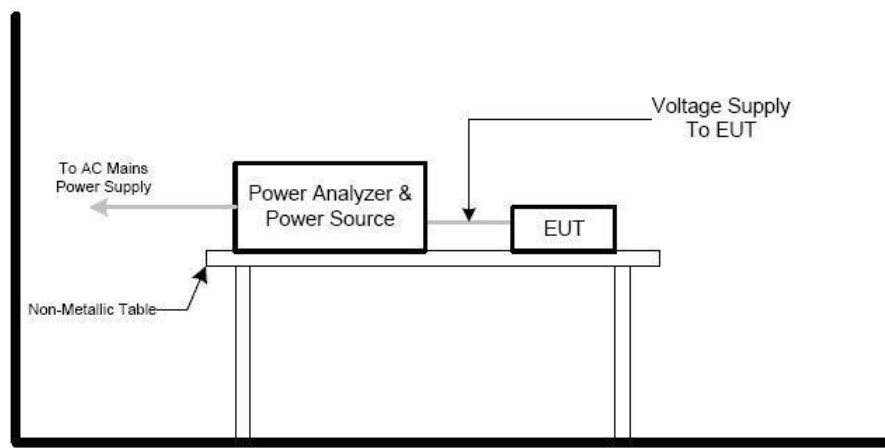 Voltage Supply
To EUT
To AC Mains
Power Supply
Power Analyzer &
Power Source
EUT
Non-Metallic Table